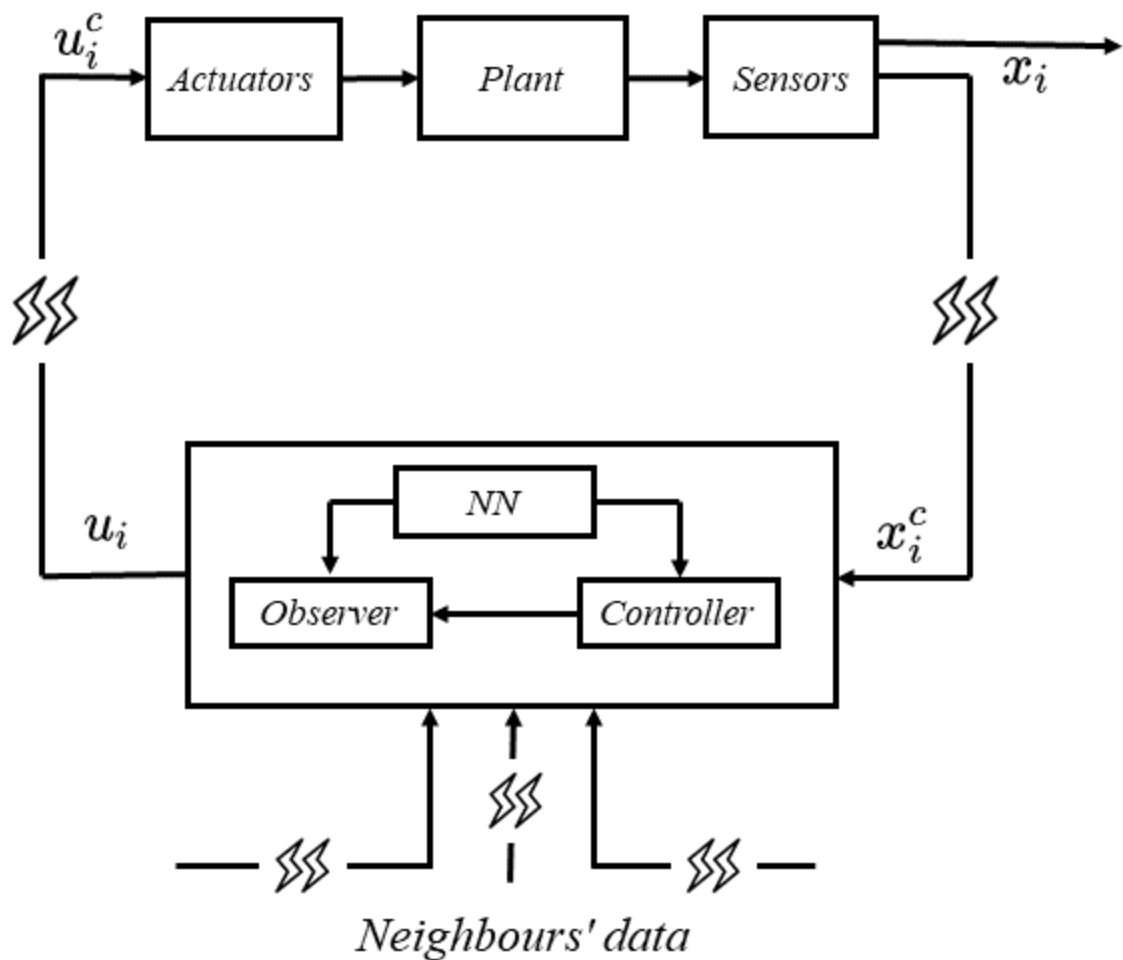 u_i^c
Actuators
Plant
Sensors
x_i
NN
u_i
x_i^c
Observer
Controller
Neighbours' data